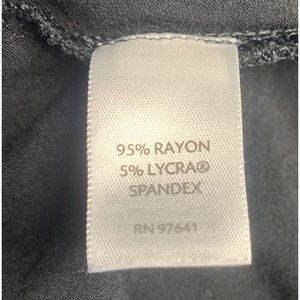 95% RAYON
5% LYCRA®
SPANDEX
RN 97641